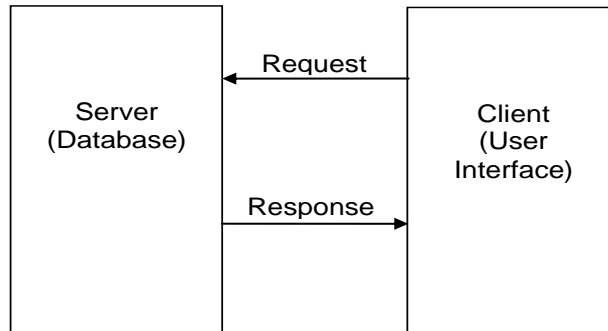 Server
(Database)
Request
Response
Client
(User
Interface)